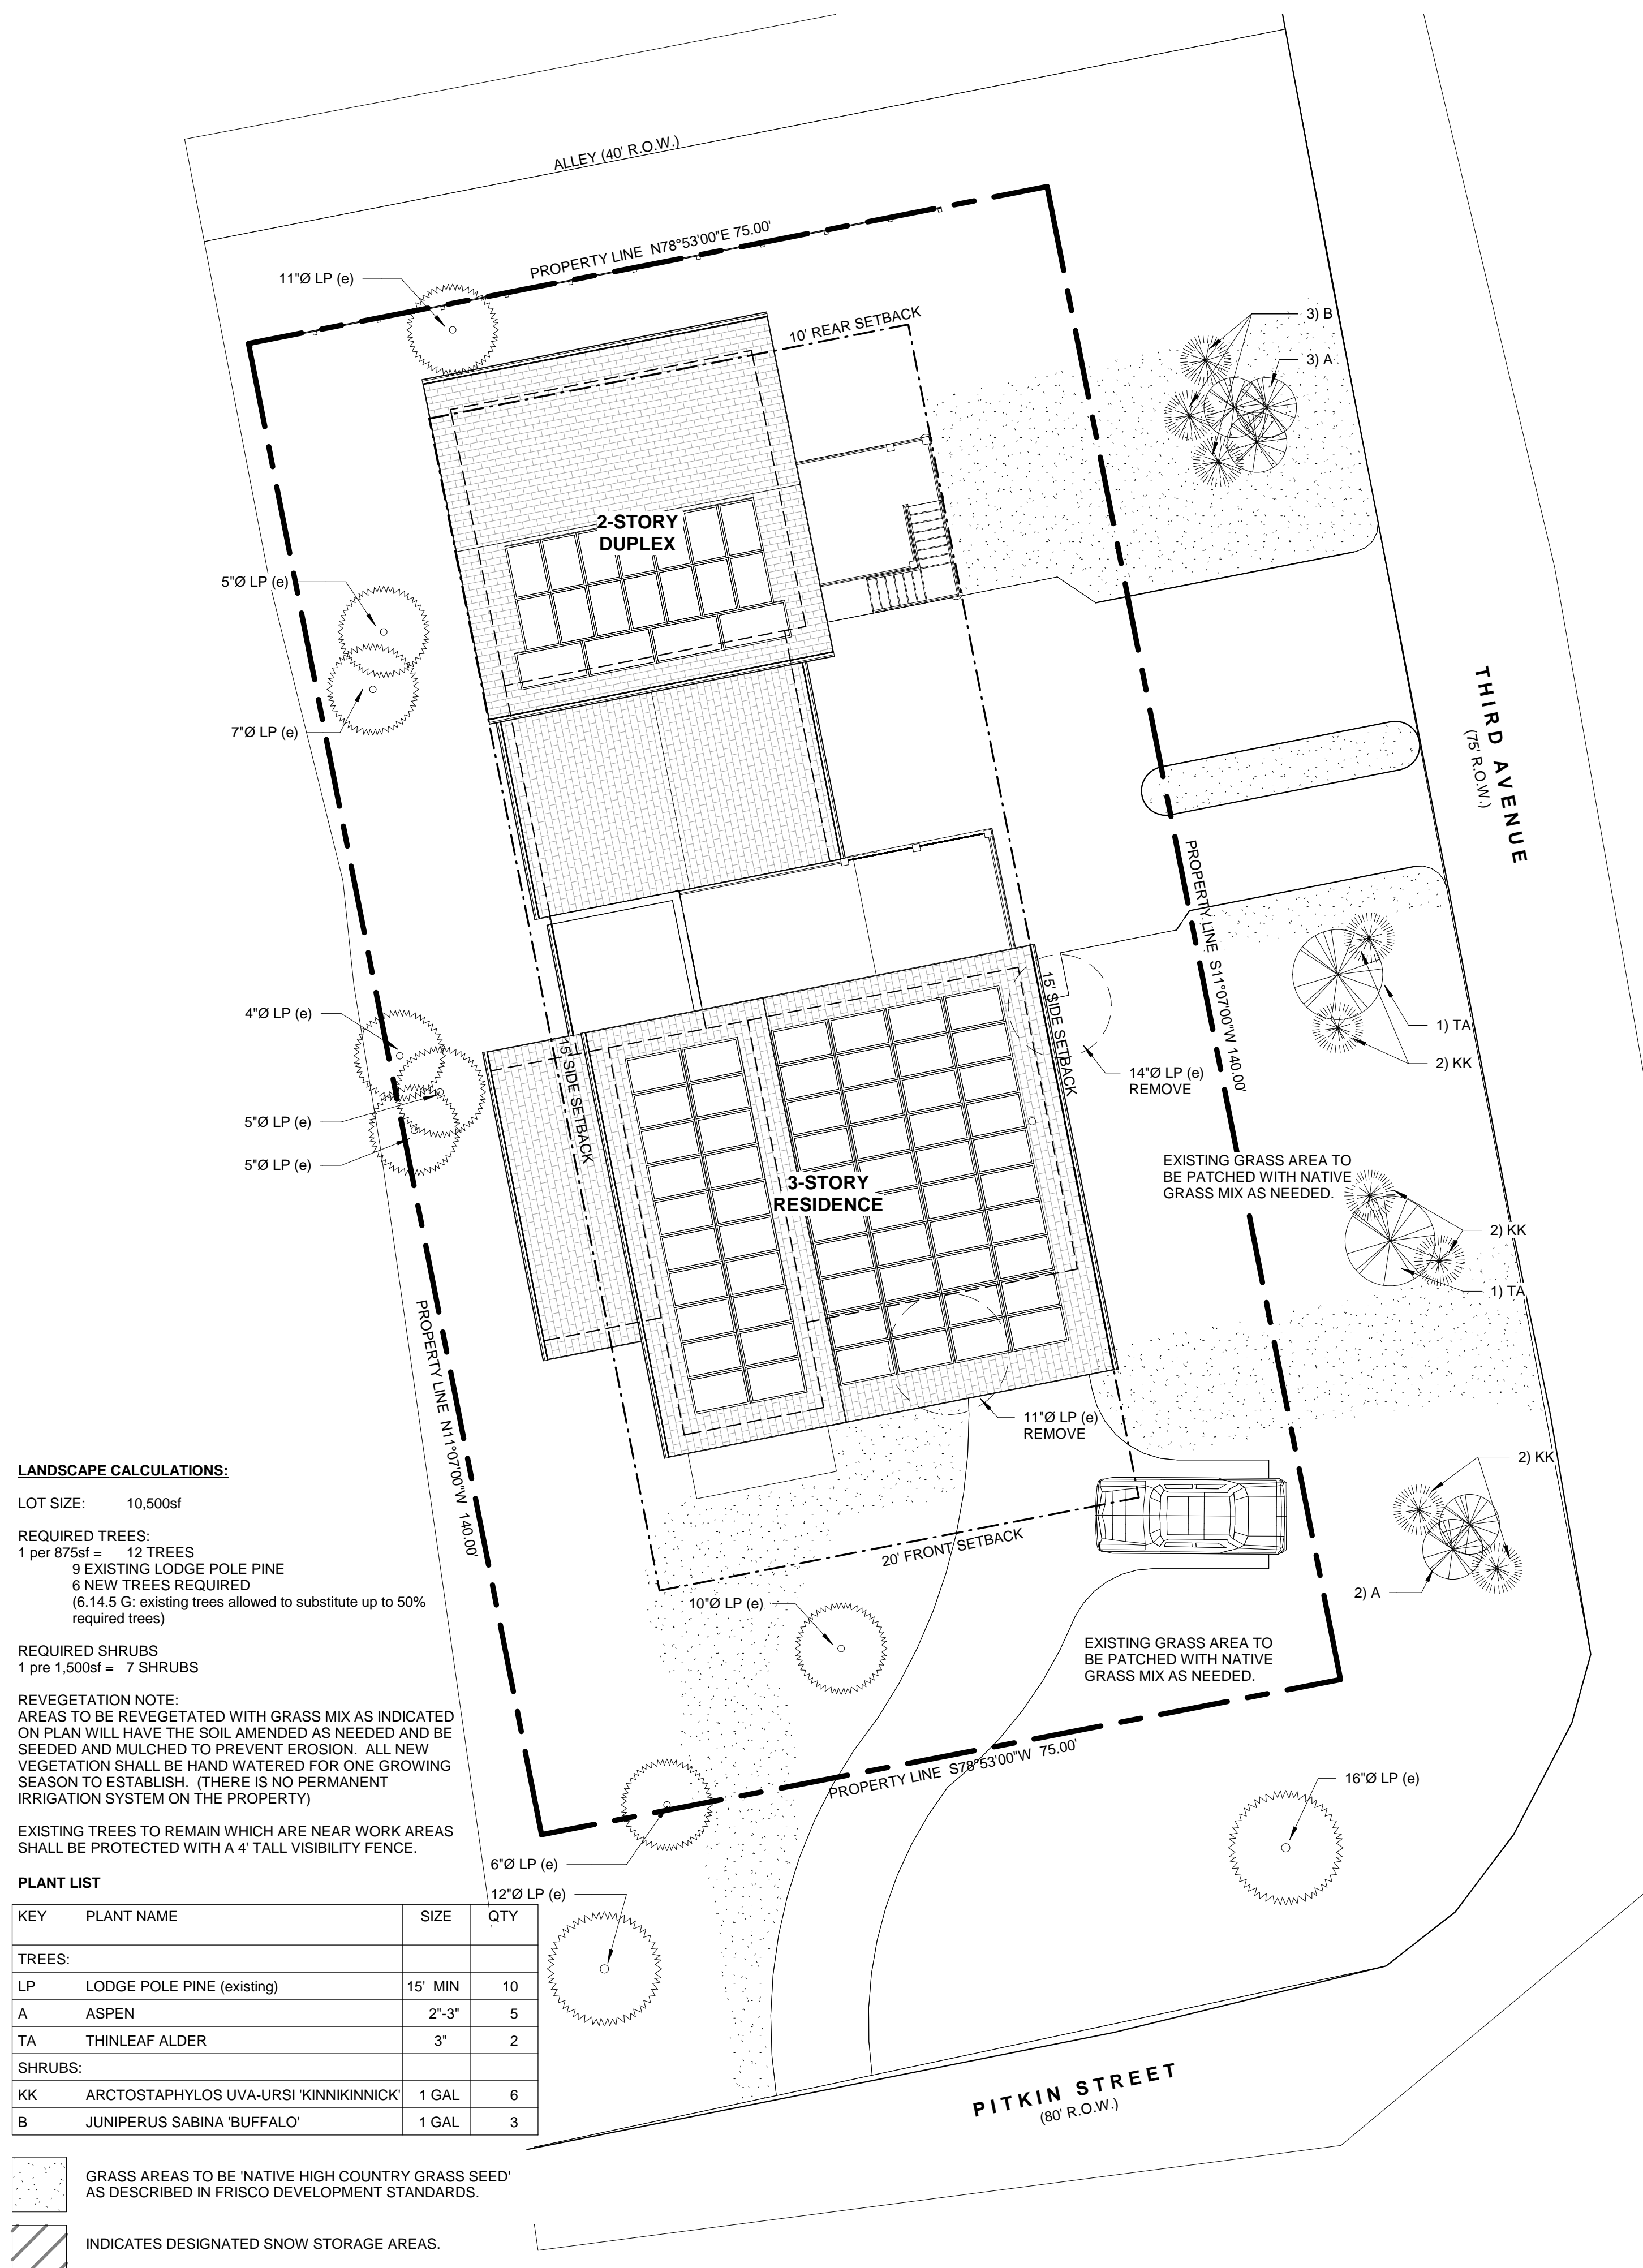 ALLEY (40' R.O.W.)
PROPERTY LINE N78°53'00"E 75.00'
11"Ø LP (e)
10' REAR SETBACK
3) B
3) A
2-STORY
DUPLEX
5"Ø LP (e)
7"Ø LP (e)
THIRD AVENUE
(75' R.O.W.)
PROPERTY LINE S11°07'00"W 140.00'
4"Ø LP (e)
5"Ø LP (e)
5"Ø LP (e)
15' SIDE SETBACK
15' SIDE SETBACK
14"Ø LP (e)
REMOVE
1) TA
2) KK
EXISTING GRASS AREA TO
BE PATCHED WITH NATIVE
GRASS MIX AS NEEDED.
3-STORY
RESIDENCE
2) KK
1) TA
PROPERTY LINE N11°07'00"W 140.00'
11"Ø LP (e)
REMOVE
2) KK
2) A
20' FRONT SETBACK
10"Ø LP (e)
EXISTING GRASS AREA TO
BE PATCHED WITH NATIVE
GRASS MIX AS NEEDED.
PROPERTY LINE S78°53'00"W 75.00'
16"Ø LP (e)
6"Ø LP (e)
12"Ø LP (e)
PITKIN STREET
(80' R.O.W.)
LANDSCAPE CALCULATIONS:
LOT SIZE: 10,500sf
REQUIRED TREES:
1 per 875sf = 12 TREES
9 EXISTING LODGE POLE PINE
6 NEW TREES REQUIRED
(6.14.5 G: existing trees allowed to substitute up to 50%
required trees)
REQUIRED SHRUBS
1 pre 1,500sf = 7 SHRUBS
REVEGETATION NOTE:
AREAS TO BE REVEGETATED WITH GRASS MIX AS INDICATED
ON PLAN WILL HAVE THE SOIL AMENDED AS NEEDED AND BE
SEEDED AND MULCHED TO PREVENT EROSION. ALL NEW
VEGETATION SHALL BE HAND WATERED FOR ONE GROWING
SEASON TO ESTABLISH. (THERE IS NO PERMANENT
IRRIGATION SYSTEM ON THE PROPERTY)
EXISTING TREES TO REMAIN WHICH ARE NEAR WORK AREAS
SHALL BE PROTECTED WITH A 4' TALL VISIBILITY FENCE.
PLANT LIST
KEY PLANT NAME SIZE QTY
TREES:
LP LODGE POLE PINE (existing) 15' MIN 10
A ASPEN 2"-3" 5
TA THINLEAF ALDER 3" 2
SHRUBS:
KK ARCTOSTAPHYLOS UVA-URSI 'KINNIKINNICK' 1 GAL 6
B JUNIPERUS SABINA 'BUFFALO' 1 GAL 3
GRASS AREAS TO BE 'NATIVE HIGH COUNTRY GRASS SEED'
AS DESCRIBED IN FRISCO DEVELOPMENT STANDARDS.
INDICATES DESIGNATED SNOW STORAGE AREAS.